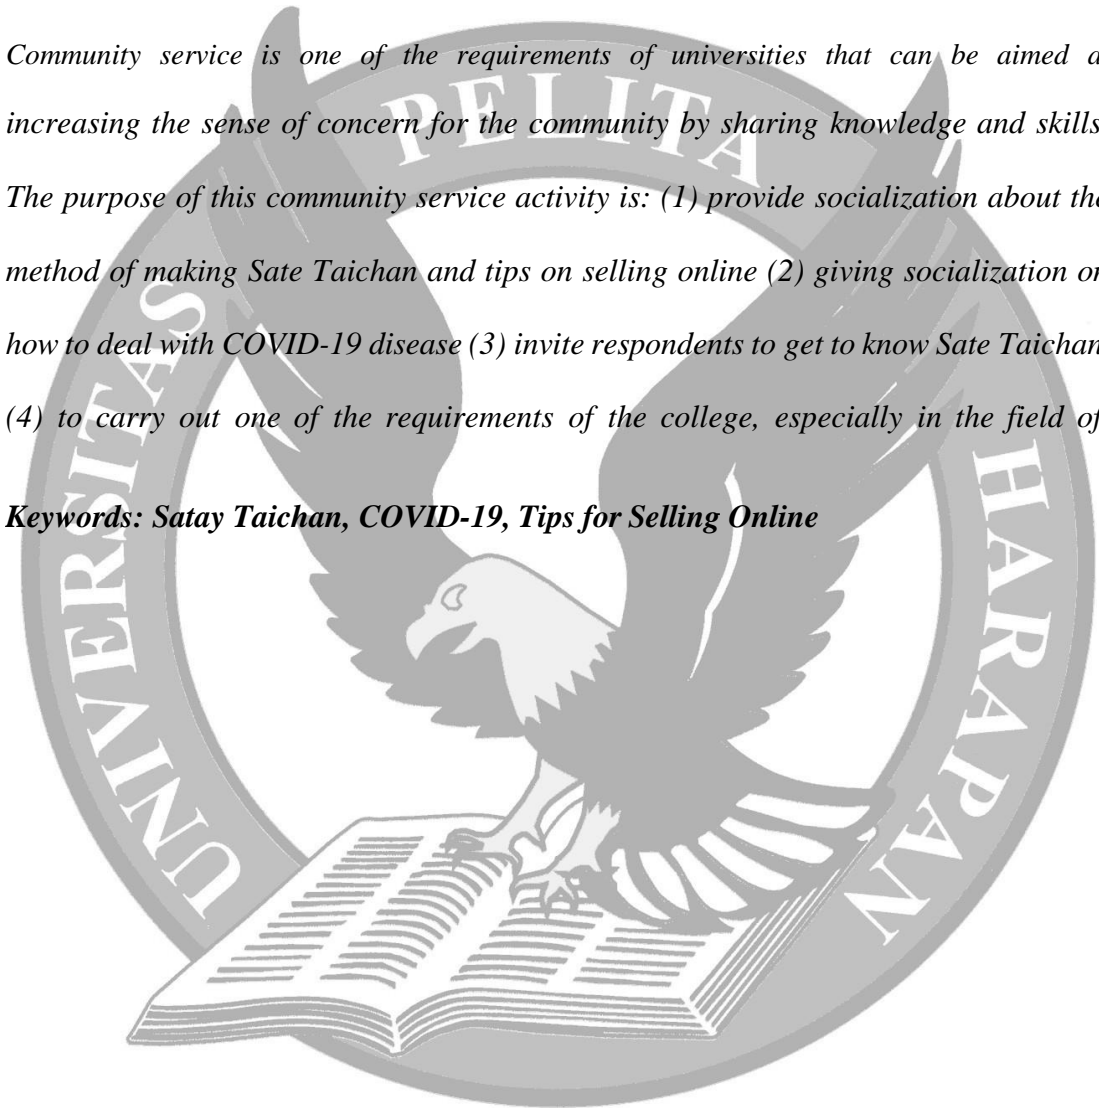 Community service is one of the requirements of universities that can be aimed a
increasing the sense of concern for the community by sharing knowledge and skills
The purpose of this community service activity is: (1) provide socialization about the
method of making Sate Taichan and tips on selling online (2) giving socialization on
how to deal with COVID-19 disease (3) invite respondents to get to know Sate Taichan
(4) to carry out one of the requirements of the college, especially in the field of
Keywords: Satay Taichan, COVID-19, Tips for Selling Online
UNIVERSITAS PELITA HARAPAN